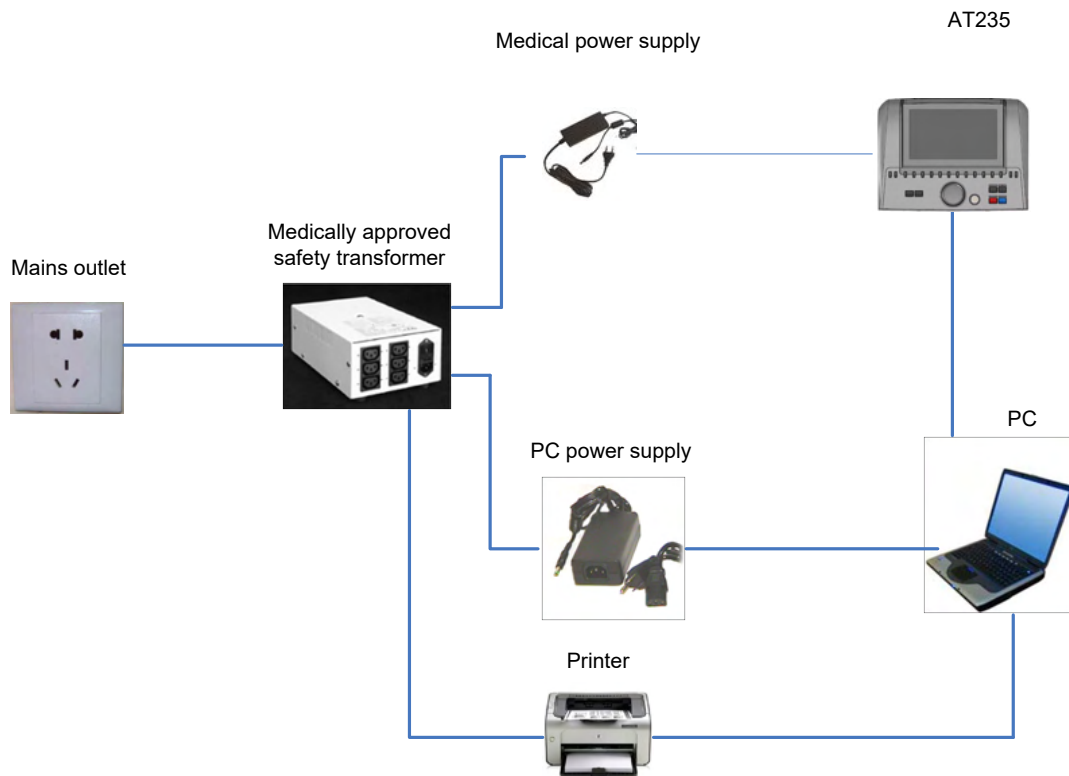 AT235
Medical power supply
Medically approved
safety transformer
Mains outlet
PC
PC power supply
Printer